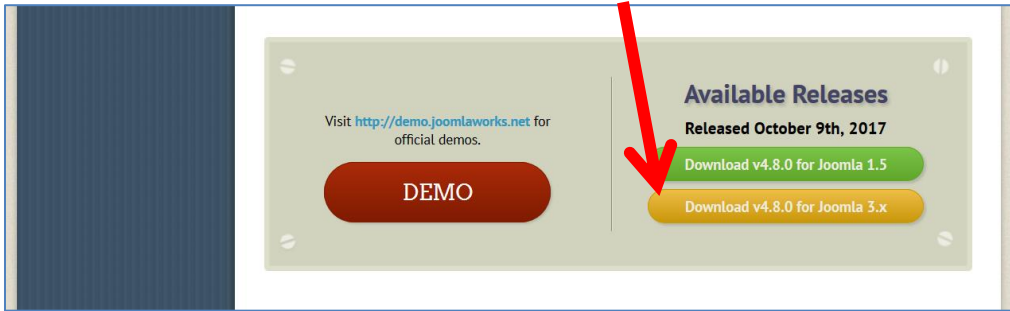 Visit http://demo.joomlaworks.net for
official demos.
DEMO
Available Releases
Released October 9th, 2017
Download v4.8.0 for Joomla 1.5
Download v4.8.0 for Joomla 3.x